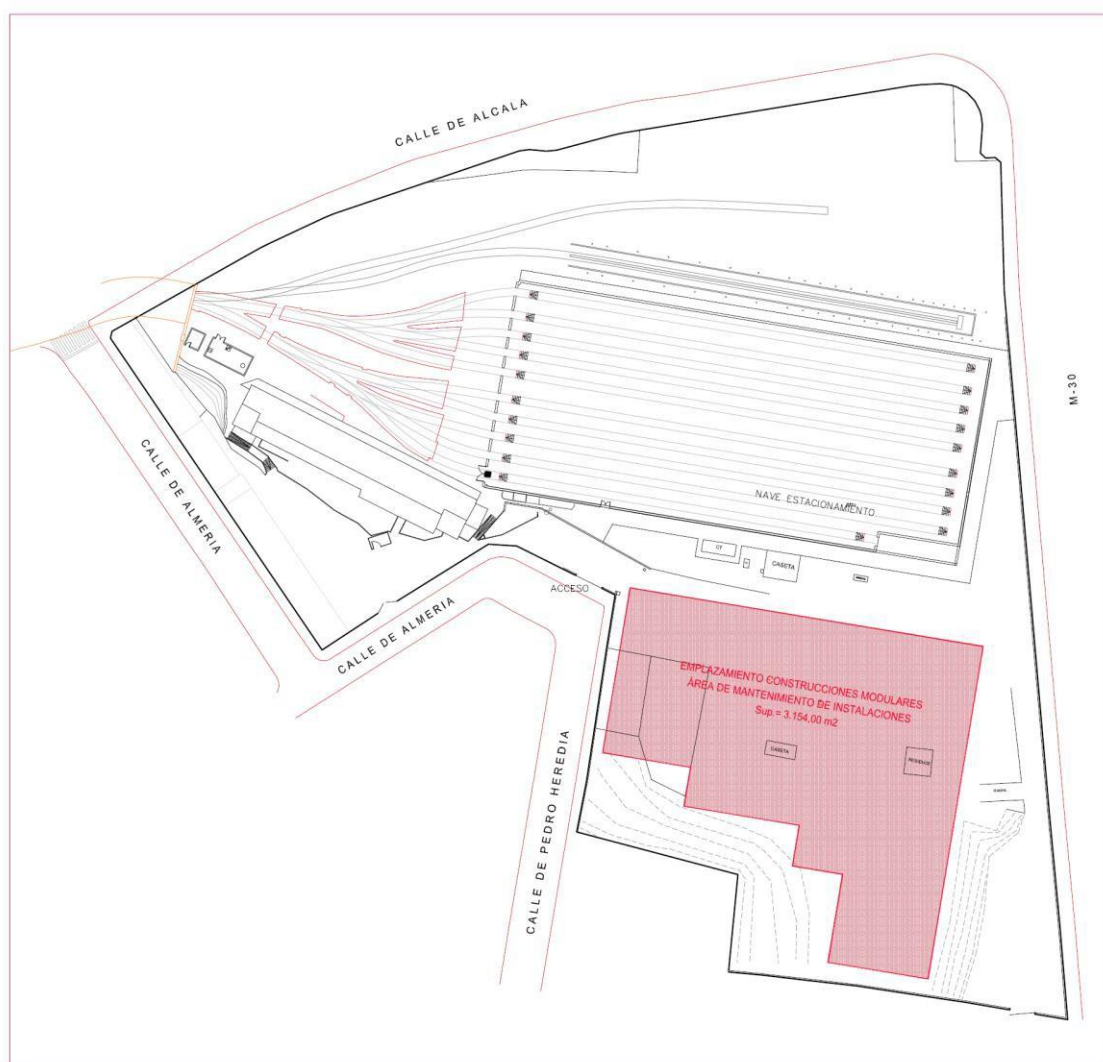 CALLE DE ALCALA
M-30
CALLE DE ALMERIA
NAVE ESTACIONAMIENTO
CT
CASETA
ACCESO
CALLE DE ALMERIA
EMPLAZAMIENTO CONSTRUCCIONES MODULARES
ÁREA DE MANTENIMIENTO DE INSTALACIONES
Sup.= 3.154,00 m2
CASETA
RESIDUOS
CALLE DE PEDRO HEREDIA